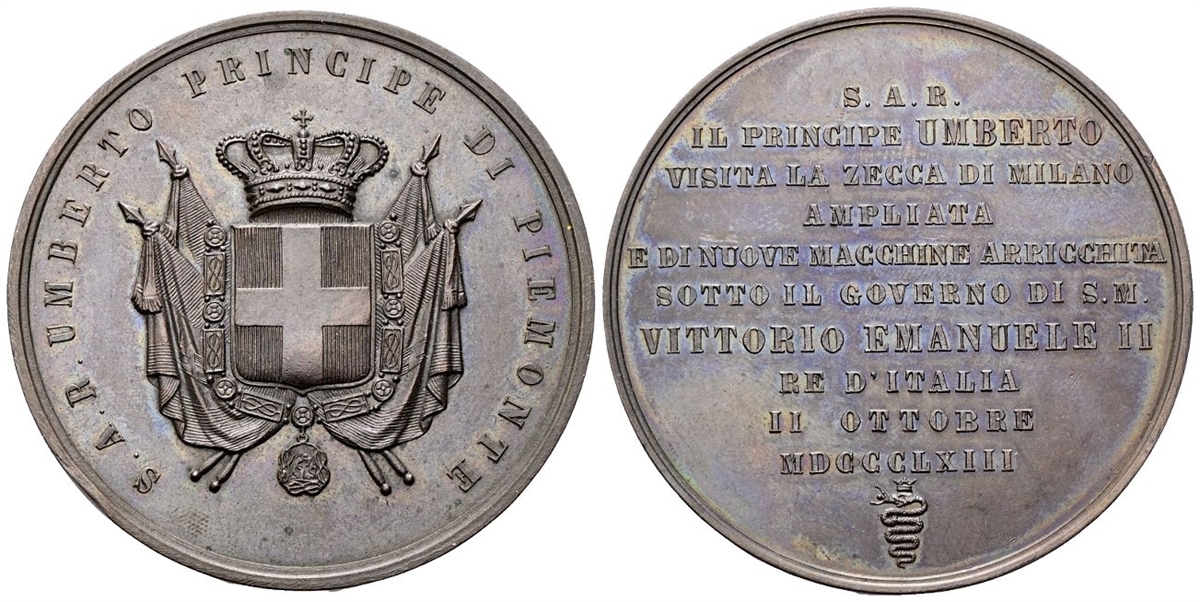 S.A.R. UMBERTO PRINCIPE DI PIEMONTE
S. A. R.
IL PRINCIPE UMBERTO
VISITA LA ZECCA DI MILANO
AMPLIATA
E DI NUOVE MACCHINE ARRICCHITA
SOTTO IL GOVERNO DI S.M.
VITTORIO EMANUELE II
RE D'ITALIA
II OTTOBRE
MDCCCLXIII